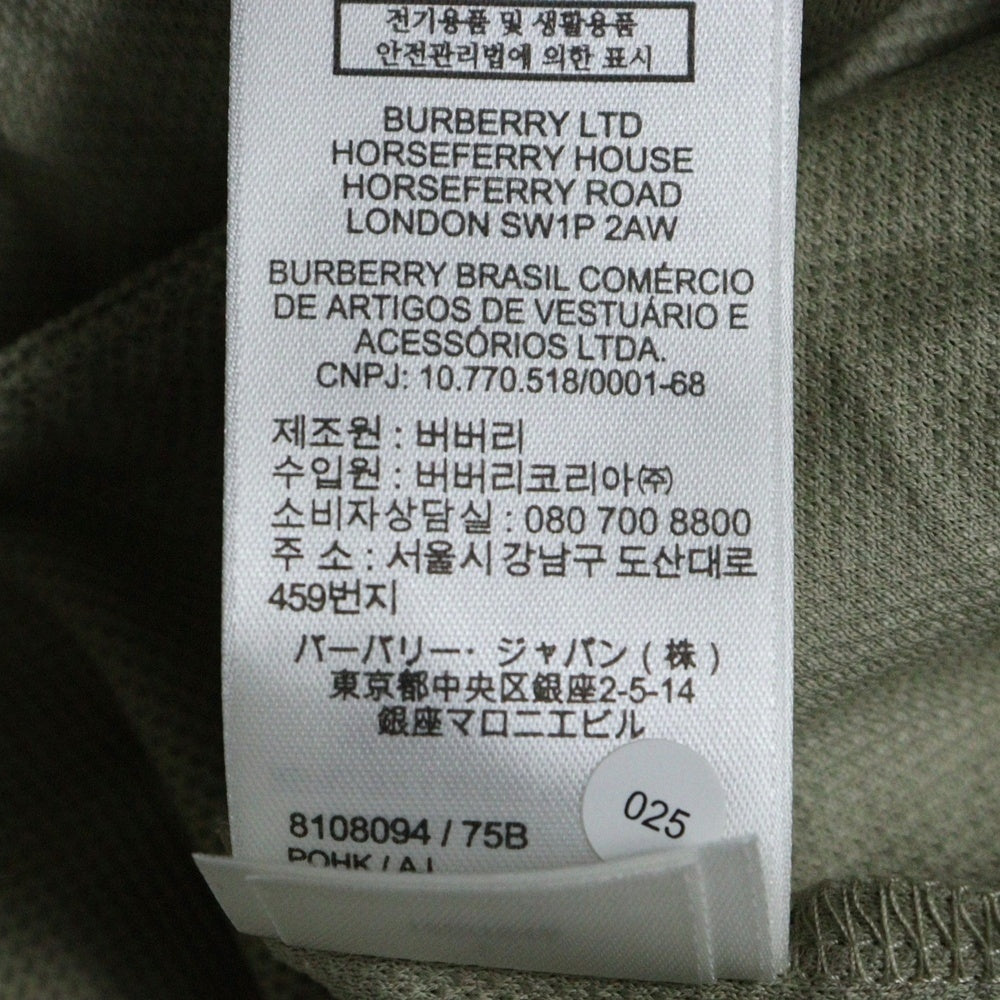 전기용품 및 생활용품
안전관리법에 의한 표시
BURBERRY LTD
HORSEFERRY HOUSE
HORSEFERRY ROAD
LONDON SW1P 2AW
BURBERRY BRASIL COMÉRCIO
DE ARTIGOS DE VESTUÁRIO E
ACESSÓRIOS LTDA.
CNPJ: 10.770.518/0001-68
제조원 : 버버리
수입원 : 버버리코리아㈜
소비자상담실 : 080 700 8800
주 소 : 서울시 강남구 도산대로
459번지
バーバリー・ジャパン ( 株 )
東京都中央区銀座2-5-14
銀座マロニエビル
025
8108094 / 75B